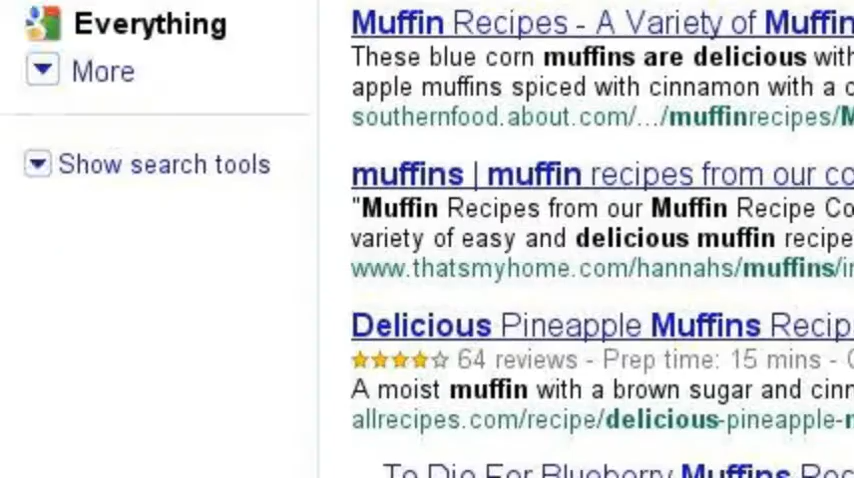 Everything
More
Show search tools
Muffin Recipes - A Variety of Muffin
These blue corn muffins are delicious with
apple muffins spiced with cinnamon with a
southernfood.about.com/.../muffinrecipes/
muffins | muffin recipes from our co
"Muffin Recipes from our Muffin Recipe Co
variety of easy and delicious muffin recipe
www.thatsmyhome.com/hannahs/muffins/
Delicious Pineapple Muffins Recip
64 reviews - Prep time: 15 mins -
A moist muffin with a brown sugar and cinn
allrecipes.com/recipe/delicious-pineapple-
To Die For Blueberry Muffins Rec